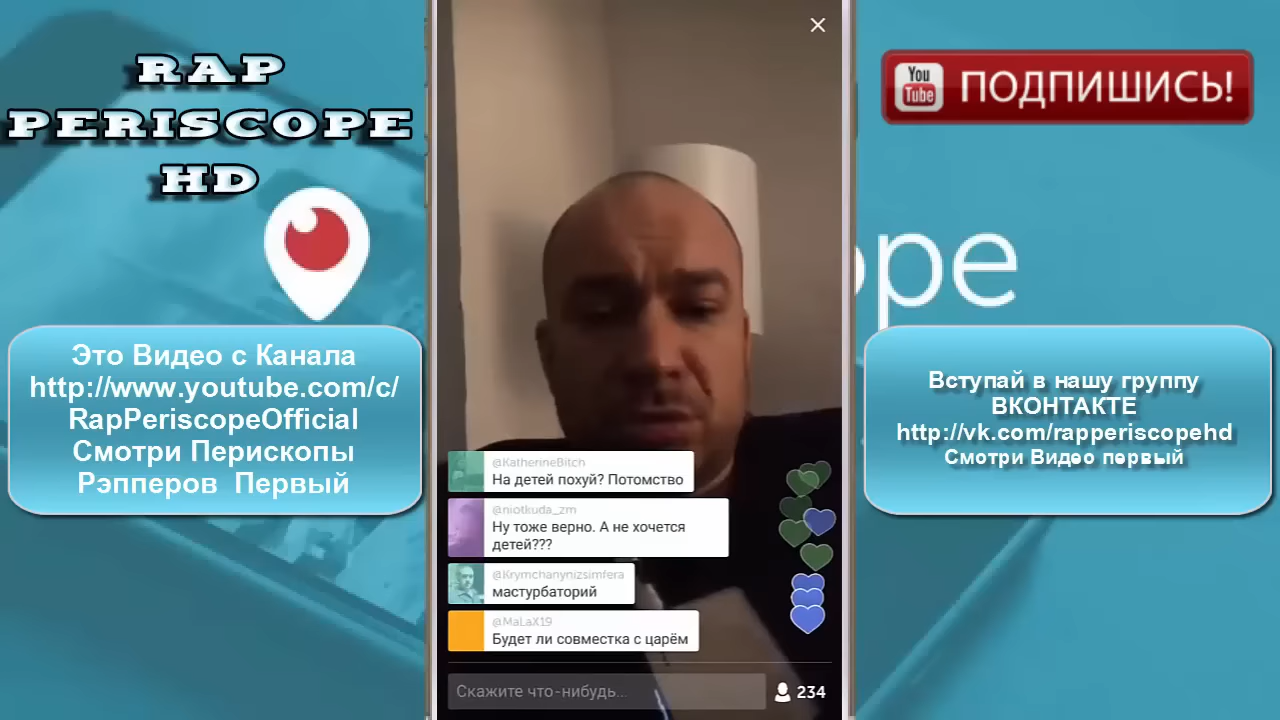 RAP
PERISCOPE
HD
Это Видео с Канала
http://www.youtube.com/c/
RapPeriscopeOfficial
Смотри Перископы
Рэпперов Первый
@KatherineBitch
На детей похуй? Потомство
@niotkuda_zm
Ну тоже верно. А не хочется
детей???
@Krymchanynizsimfera
мастурбаторий
@MaLaX19
Будет ли совместка с царём
Скажите что-нибудь...
234
You
Tube
ПОДПИШИСЬ!
ope
Вступай в нашу группу
ВКОНТАКТЕ
http://vk.com/rapperiscopehd
Смотри Видео первый